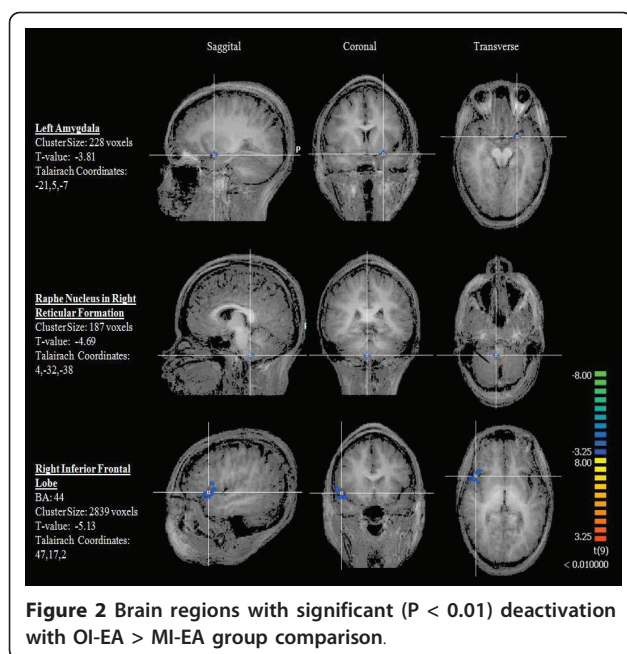 Saggital
Coronal
Transverse
Left Amygdala
Cluster Size: 228 voxels
T-value: -3.81
Talairach Coordinates:
-21,5,-7
P
Raphe Nucleus in Right
Reticular Formation
Cluster Size: 187 voxels
T-value: -4.69
Talairach Coordinates:
4,-32,-38
Right Inferior Frontal
Lobe
BA: 44
Cluster Size: 2839 voxels
T-value: -5.13
Talairach Coordinates:
47,17,2
-8.00
-3.25
8.00
3.25
t(9)
< 0.010000
Figure 2 Brain regions with significant (P < 0.01) deactivation
with OI-EA > MI-EA group comparison.